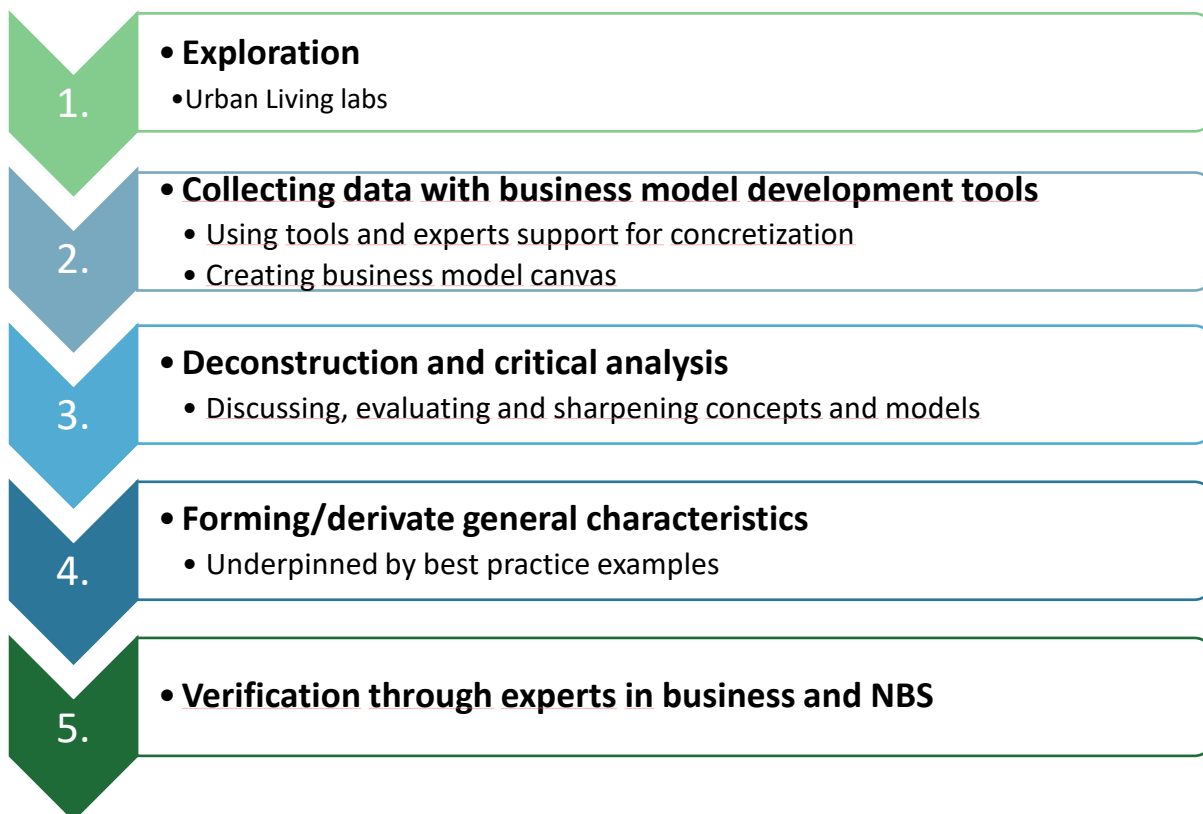 1.
• Exploration
•Urban Living labs
2.
• Collecting data with business model development tools
• Using tools and experts support for concretization
• Creating business model canvas
3.
• Deconstruction and critical analysis
• Discussing, evaluating and sharpening concepts and models
4.
• Forming/derivate general characteristics
• Underpinned by best practice examples
5.
• Verification through experts in business and NBS